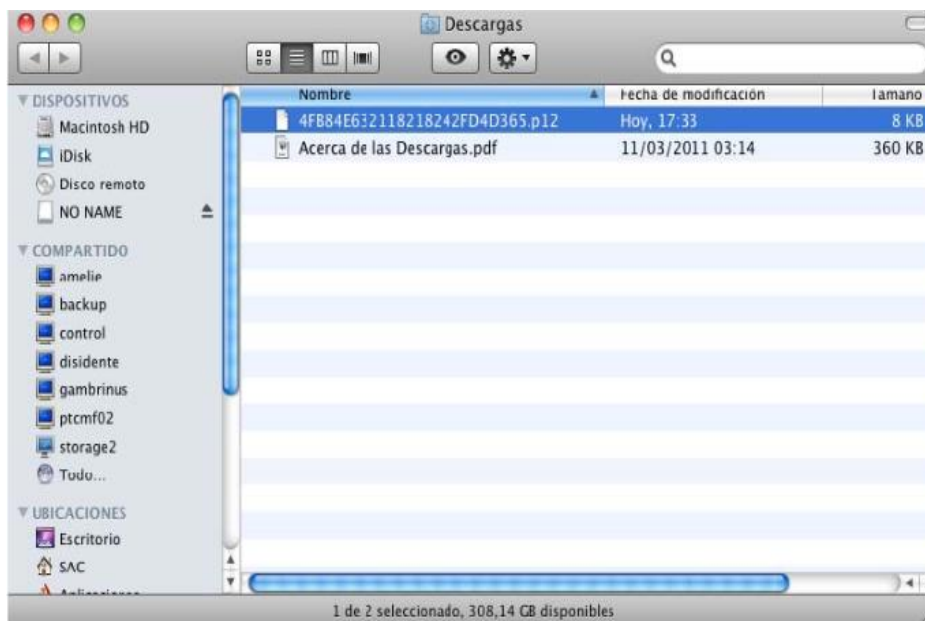 Descargas
Nombre Fecha de modificación Tamaño
DISPOSITIVOS
Macintosh HD
iDisk
Disco remoto
NO NAME
COMPARTIDO
amelie
backup
control
disidente
gambrinus
ptcmf02
storage2
Todo...
UBICACIONES
Escritorio
SAC
Aplicaciones
4FB84E632118218242FD4D365.p12 Hoy, 17:33 8 KB
Acerca de las Descargas.pdf 11/03/2011 03:14 360 KB
1 de 2 seleccionado, 308,14 GB disponibles